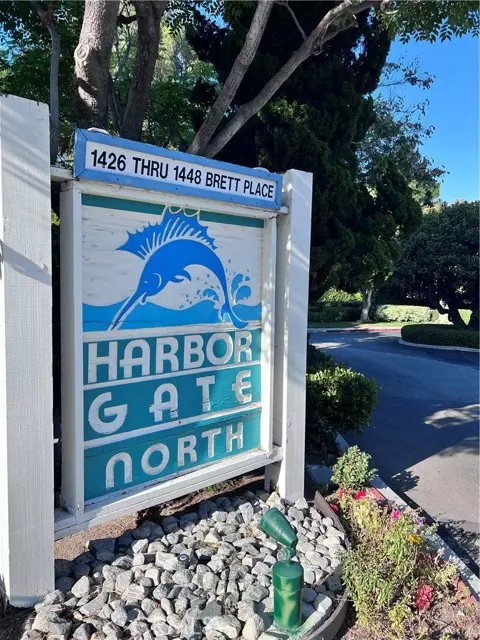 1426 THRU 1448 BRETT PLACE
HARBOR
GATE
NORTH